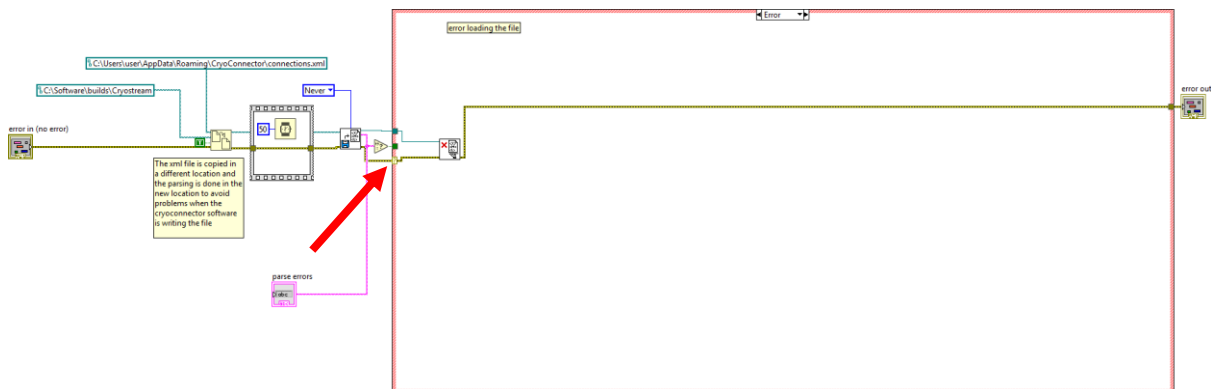 Error
error loading the file
C:\Users\user\AppData\Roaming\CryoConnector\connections.xml
C:\Software\builds\Cryostream
Never
error out
error in (no error)
50
T
The xml file is copied in
a different location and
the parsing is done in the
new location to avoid
problems when the
cryoconnector software
is writing the file
parse errors
abc